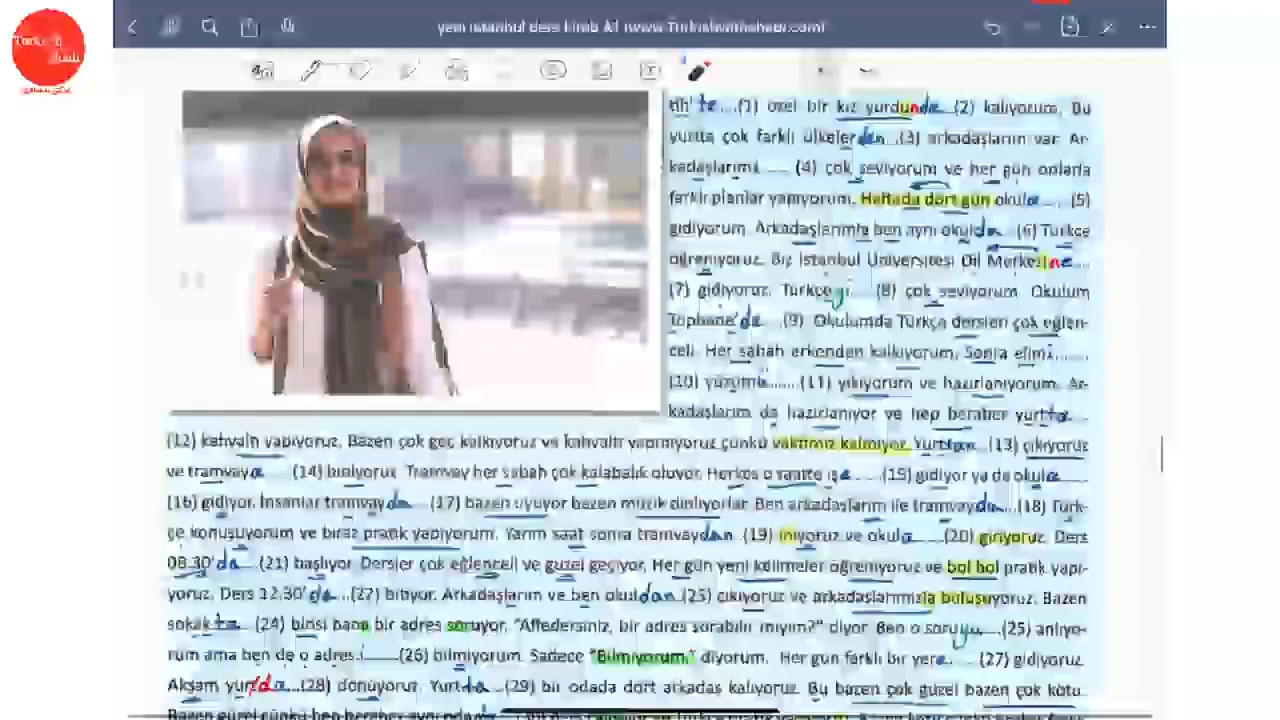 yeni istanbul ders kitabı A1 (www.Turkishwithshabi.com)
tih'te (1) özel bir kız yurdunda (2) kalıyorum. Bu
yurtta çok farklı ülkelerden (3) arkadaşlarım var. Ar-
kadaşlarımı (4) çok seviyorum ve her gün onlarla
farklı planlar yapıyorum. Haftada dört gün okula (5)
gidiyorum. Arkadaşlarımla ben aynı okulda (6) Türkçe
öğreniyoruz. Biz İstanbul Üniversitesi Dil Merkezine
(7) gidiyoruz. Türkçeyi (8) çok seviyorum. Okulum
Tophane'de (9) Okulumda Türkçe dersleri çok eğlen-
celi. Her sabah erkenden kalkıyorum. Sonra elimi
(10) yüzümü (11) yıkıyorum ve hazırlanıyorum. Ar-
kadaşlarım da hazırlanıyor ve hep beraber yurtta
(12) kahvaltı yapıyoruz. Bazen çok geç kalkıyoruz ve kahvaltı yapmıyoruz çünkü vaktimiz kalmıyor. Yurttan (13) çıkıyoruz
ve tramvaya (14) biniyoruz. Tramvay her sabah çok kalabalık oluyor. Herkes o saatte işe (15) gidiyor ya da okula
(16) gidiyor. İnsanlar tramvayda (17) bazen uyuyor bazen müzik dinliyorlar. Ben arkadaşlarım ile tramvayda (18) Türk-
çe konuşuyorum ve biraz pratik yapıyorum. Yarım saat sonra tramvaydan (19) iniyoruz ve okula (20) giriyoruz. Ders
08.30'da (21) başlıyor. Dersler çok eğlenceli ve güzel geçiyor. Her gün yeni kelimeler öğreniyoruz ve bol bol pratik yapı-
yoruz. Ders 12.30'da (22) bitiyor. Arkadaşlarım ve ben okuldan (23) çıkıyoruz ve arkadaşlarımızla buluşuyoruz. Bazen
sokakta (24) birisi bana bir adres soruyor. "Affedersiniz, bir adres sorabilir miyim?" diyor. Ben o soruyu (25) anlıyo-
rum ama ben de o adresi (26) bilmiyorum. Sadece "Bilmiyorum." diyorum. Her gün farklı bir yere (27) gidiyoruz.
Akşam (28) dönüyoruz. Yurtta (29) bir odada dört arkadaş kalıyoruz. Bu bazen çok güzel bazen çok kötü.
Bazen güzel çünkü hep beraber